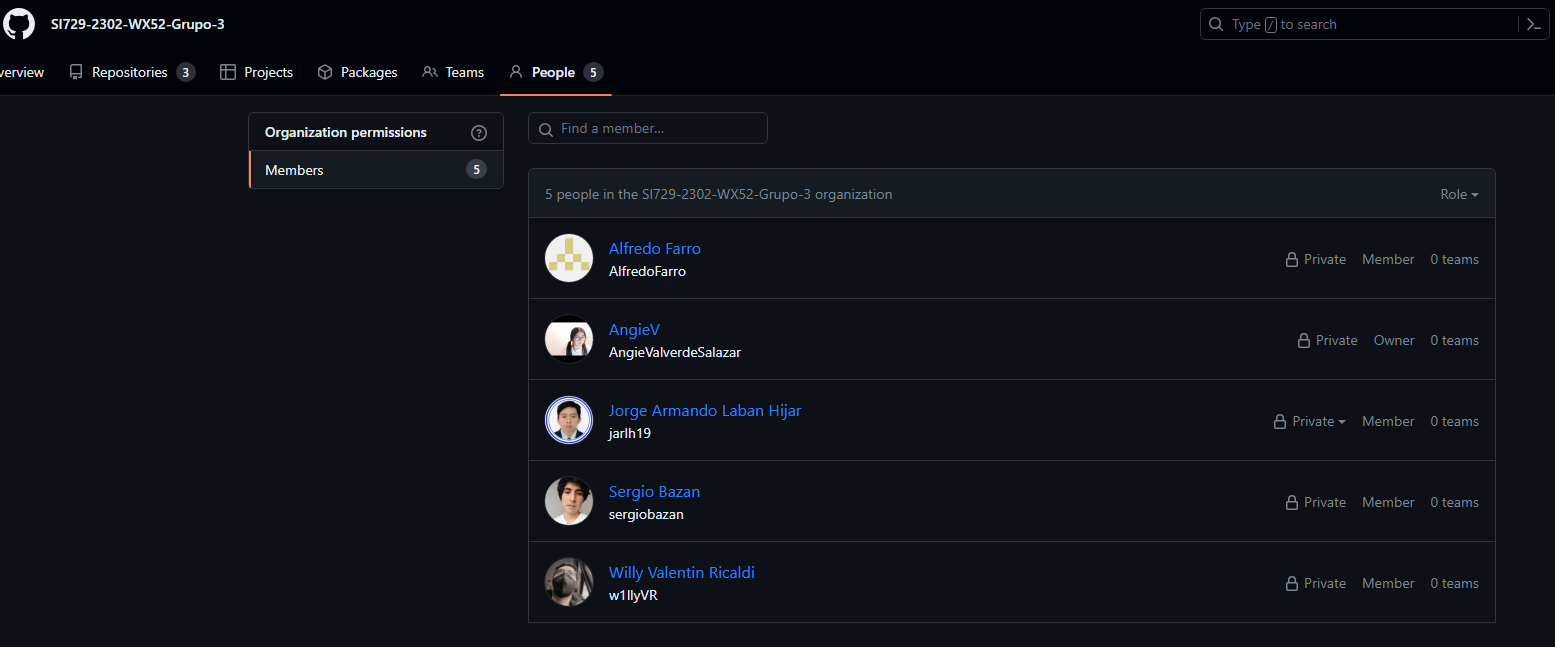 SI729-2302-WX52-Grupo-3
Type / to search
verview Repositories 3 Projects Packages Teams People 5
Organization permissions
Members 5
Find a member...
5 people in the SI729-2302-WX52-Grupo-3 organization Role
Alfredo Farro
AlfredoFarro
Private Member 0 teams
AngieV
AngieValverdeSalazar
Private Owner 0 teams
Jorge Armando Laban Hijar
jarlh19
Private Member 0 teams
Sergio Bazan
sergiobazan
Private Member 0 teams
Willy Valentin Ricaldi
w1llyVR
Private Member 0 teams